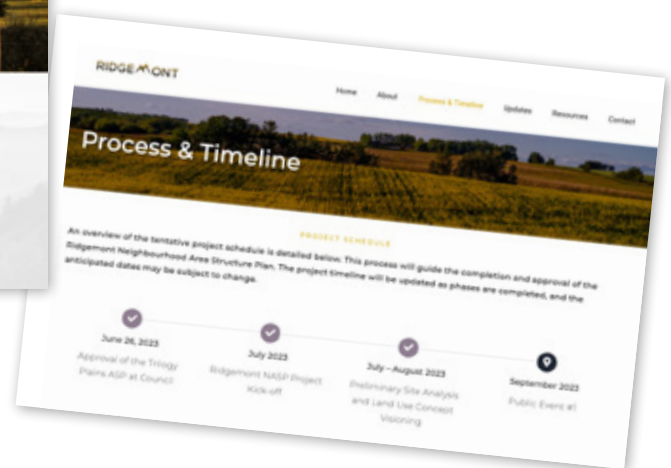 RIDGEMONT
Home About Process & Timeline Updates Resources Contact
Process & Timeline
PROJECT SCHEDULE
An overview of the tentative project schedule is detailed below. This process will guide the completion and approval of the
Ridgemont Neighbourhood Area Structure Plan. The project timeline will be updated as phases are completed, and the
anticipated dates may be subject to change.
June 26, 2023
Approval of the Trilogy
Plains ASP at Council
July 2023
Ridgemont NASP Project
Kick-off
July – August 2023
Preliminary Site Analysis
and Land Use Concept
Visioning
September 2023
Public Event #1